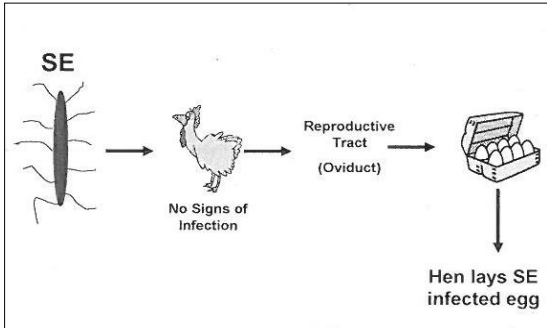 SE
No Signs of
Infection
Reproductive
Tract
(Oviduct)
Hen lays SE
infected egg